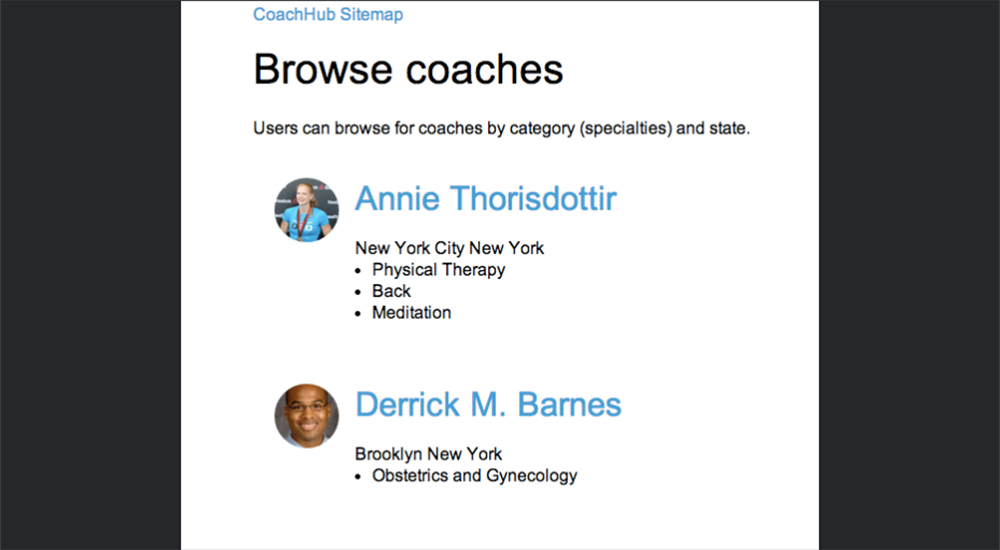 CoachHub Sitemap
Browse coaches
Users can browse for coaches by category (specialties) and state.
Annie Thorisdottir
New York City New York
• Physical Therapy
• Back
• Meditation
Derrick M. Barnes
Brooklyn New York
• Obstetrics and Gynecology